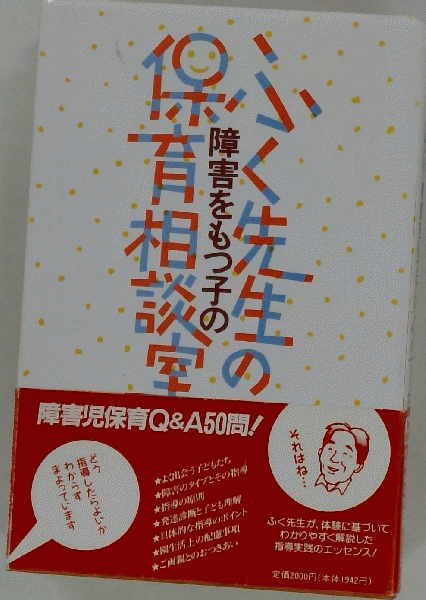 ふく先生の
障害をもつ子の
保育相談室
障害児保育Q&A50問!
どう
指導したらよいか
わからず
まよっています
★よく出会う子どもたち
★障害のタイプとその指導
★指導の原則
★発達診断と子ども理解
★具体的な指導のポイント
★園生活上の配慮事項
★ご両親とのおつきあい
それはね…
ふく先生が、体験に基づいて
わかりやすく解説した
指導実践のエッセンス!
定価2000円(本体1942円)